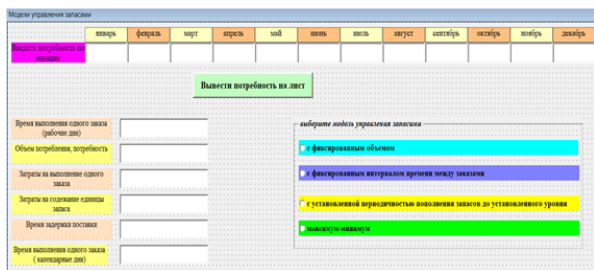 Модели управления запасами
январь февраль март апрель май июнь июль август сентябрь октябрь ноябрь декабрь
Введите потребность по
месяцам
Вывести потребность на лист
Время выполнения одного заказа
(рабочие дни)
Объем потребления, потребность
Затраты на выполнение одного
заказа
Затраты на содежание единицы
запаса
Время задержки поставки
Время выполнения одного заказа
( календарные дни)
выберите модель управления запасами
с фиксированным объемом
с фиксированным интервалом времени между заказами
с установленной периодичностью пополнения запасов до установленного уровня
максимум-минимум